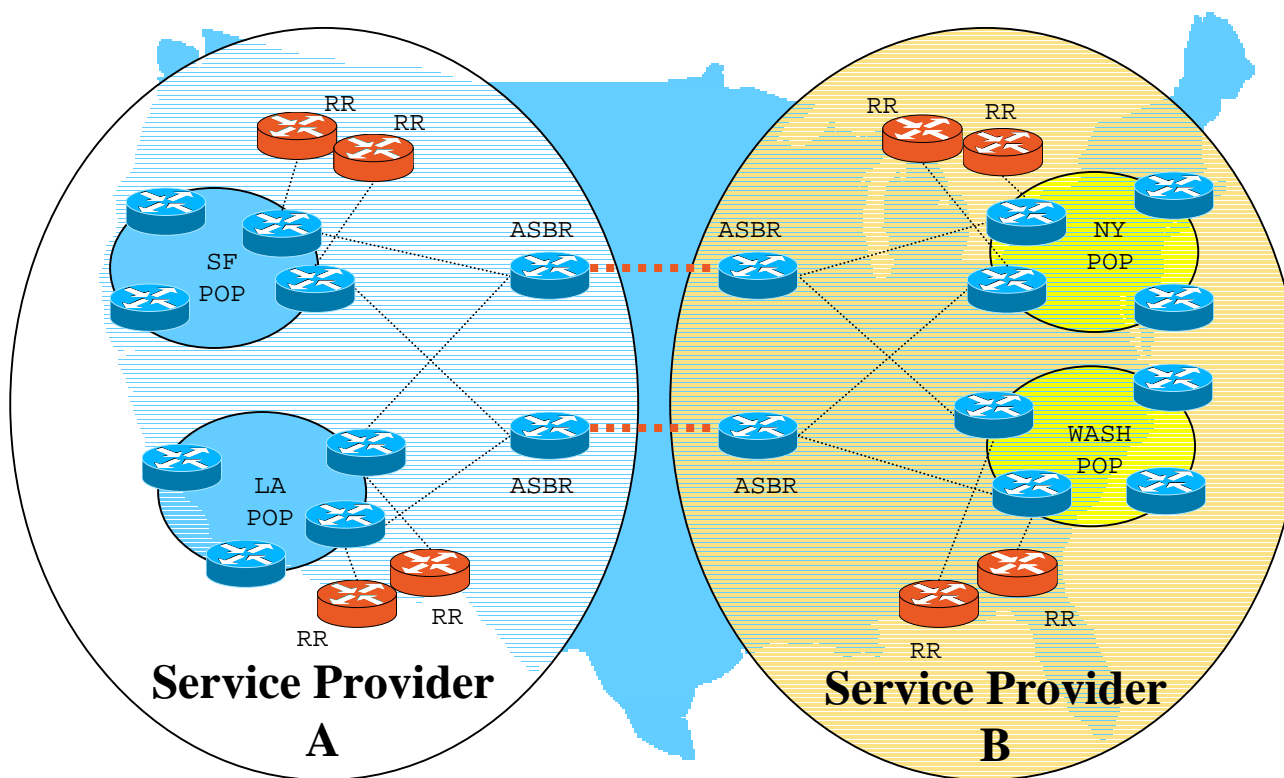 RR
RR
RR
RR
ASBR
ASBR
SF
POP
NY
POP
LA
POP
WASH
POP
ASBR
ASBR
RR
RR
RR
RR
Service Provider
A
Service Provider
B